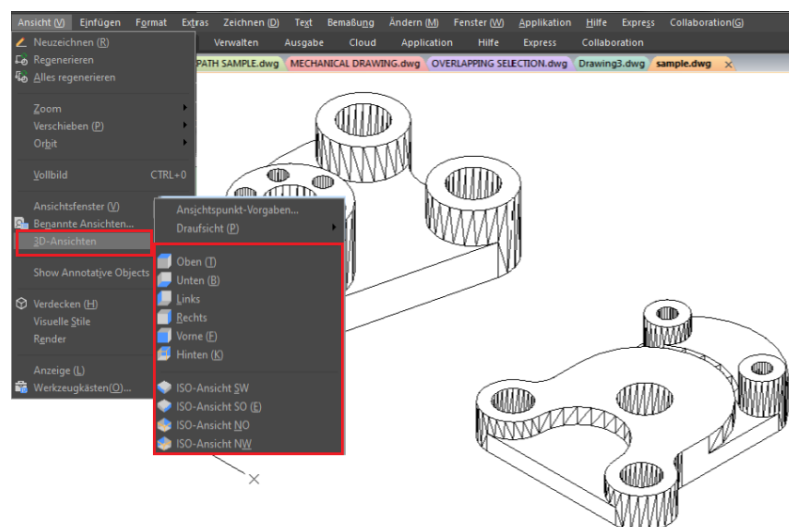 Ansicht (V) Einfügen Format Extras Zeichnen (D) Text Bemaßung Ändern (M) Fenster (W) Applikation Hilfe Express Collaboration(G)
Verwalten Ausgabe Cloud Application Hilfe Express Collaboration
PATH SAMPLE.dwg MECHANICAL DRAWING.dwg OVERLAPPING SELECTION.dwg Drawing3.dwg sample.dwg
Neuzeichnen (R)
Regenerieren
Alles regenerieren
Zoom
Verschieben (P)
Orbit
Vollbild CTRL+0
Ansichtsfenster (V)
Benannte Ansichten...
3D-Ansichten
Show Annotative Objects
Verdecken (H)
Visuelle Stile
Render
Anzeige (L)
Werkzeugkästen(O)...
Ansichtspunkt-Vorgaben...
Draufsicht (P)
Oben (T)
Unten (B)
Links
Rechts
Vorne (F)
Hinten (K)
ISO-Ansicht SW
ISO-Ansicht SO (E)
ISO-Ansicht NO
ISO-Ansicht NW